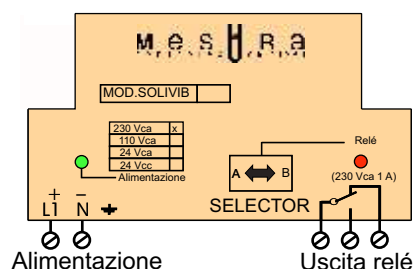 Mesura
MOD.SOLIVIB
230 Vca x
110 Vca
24 Vca
24 Vcc
Alimentazione
Relé
A B
(230 Vca 1 A)
+ −
L1 N
SELECTOR
Alimentazione
Uscita relé